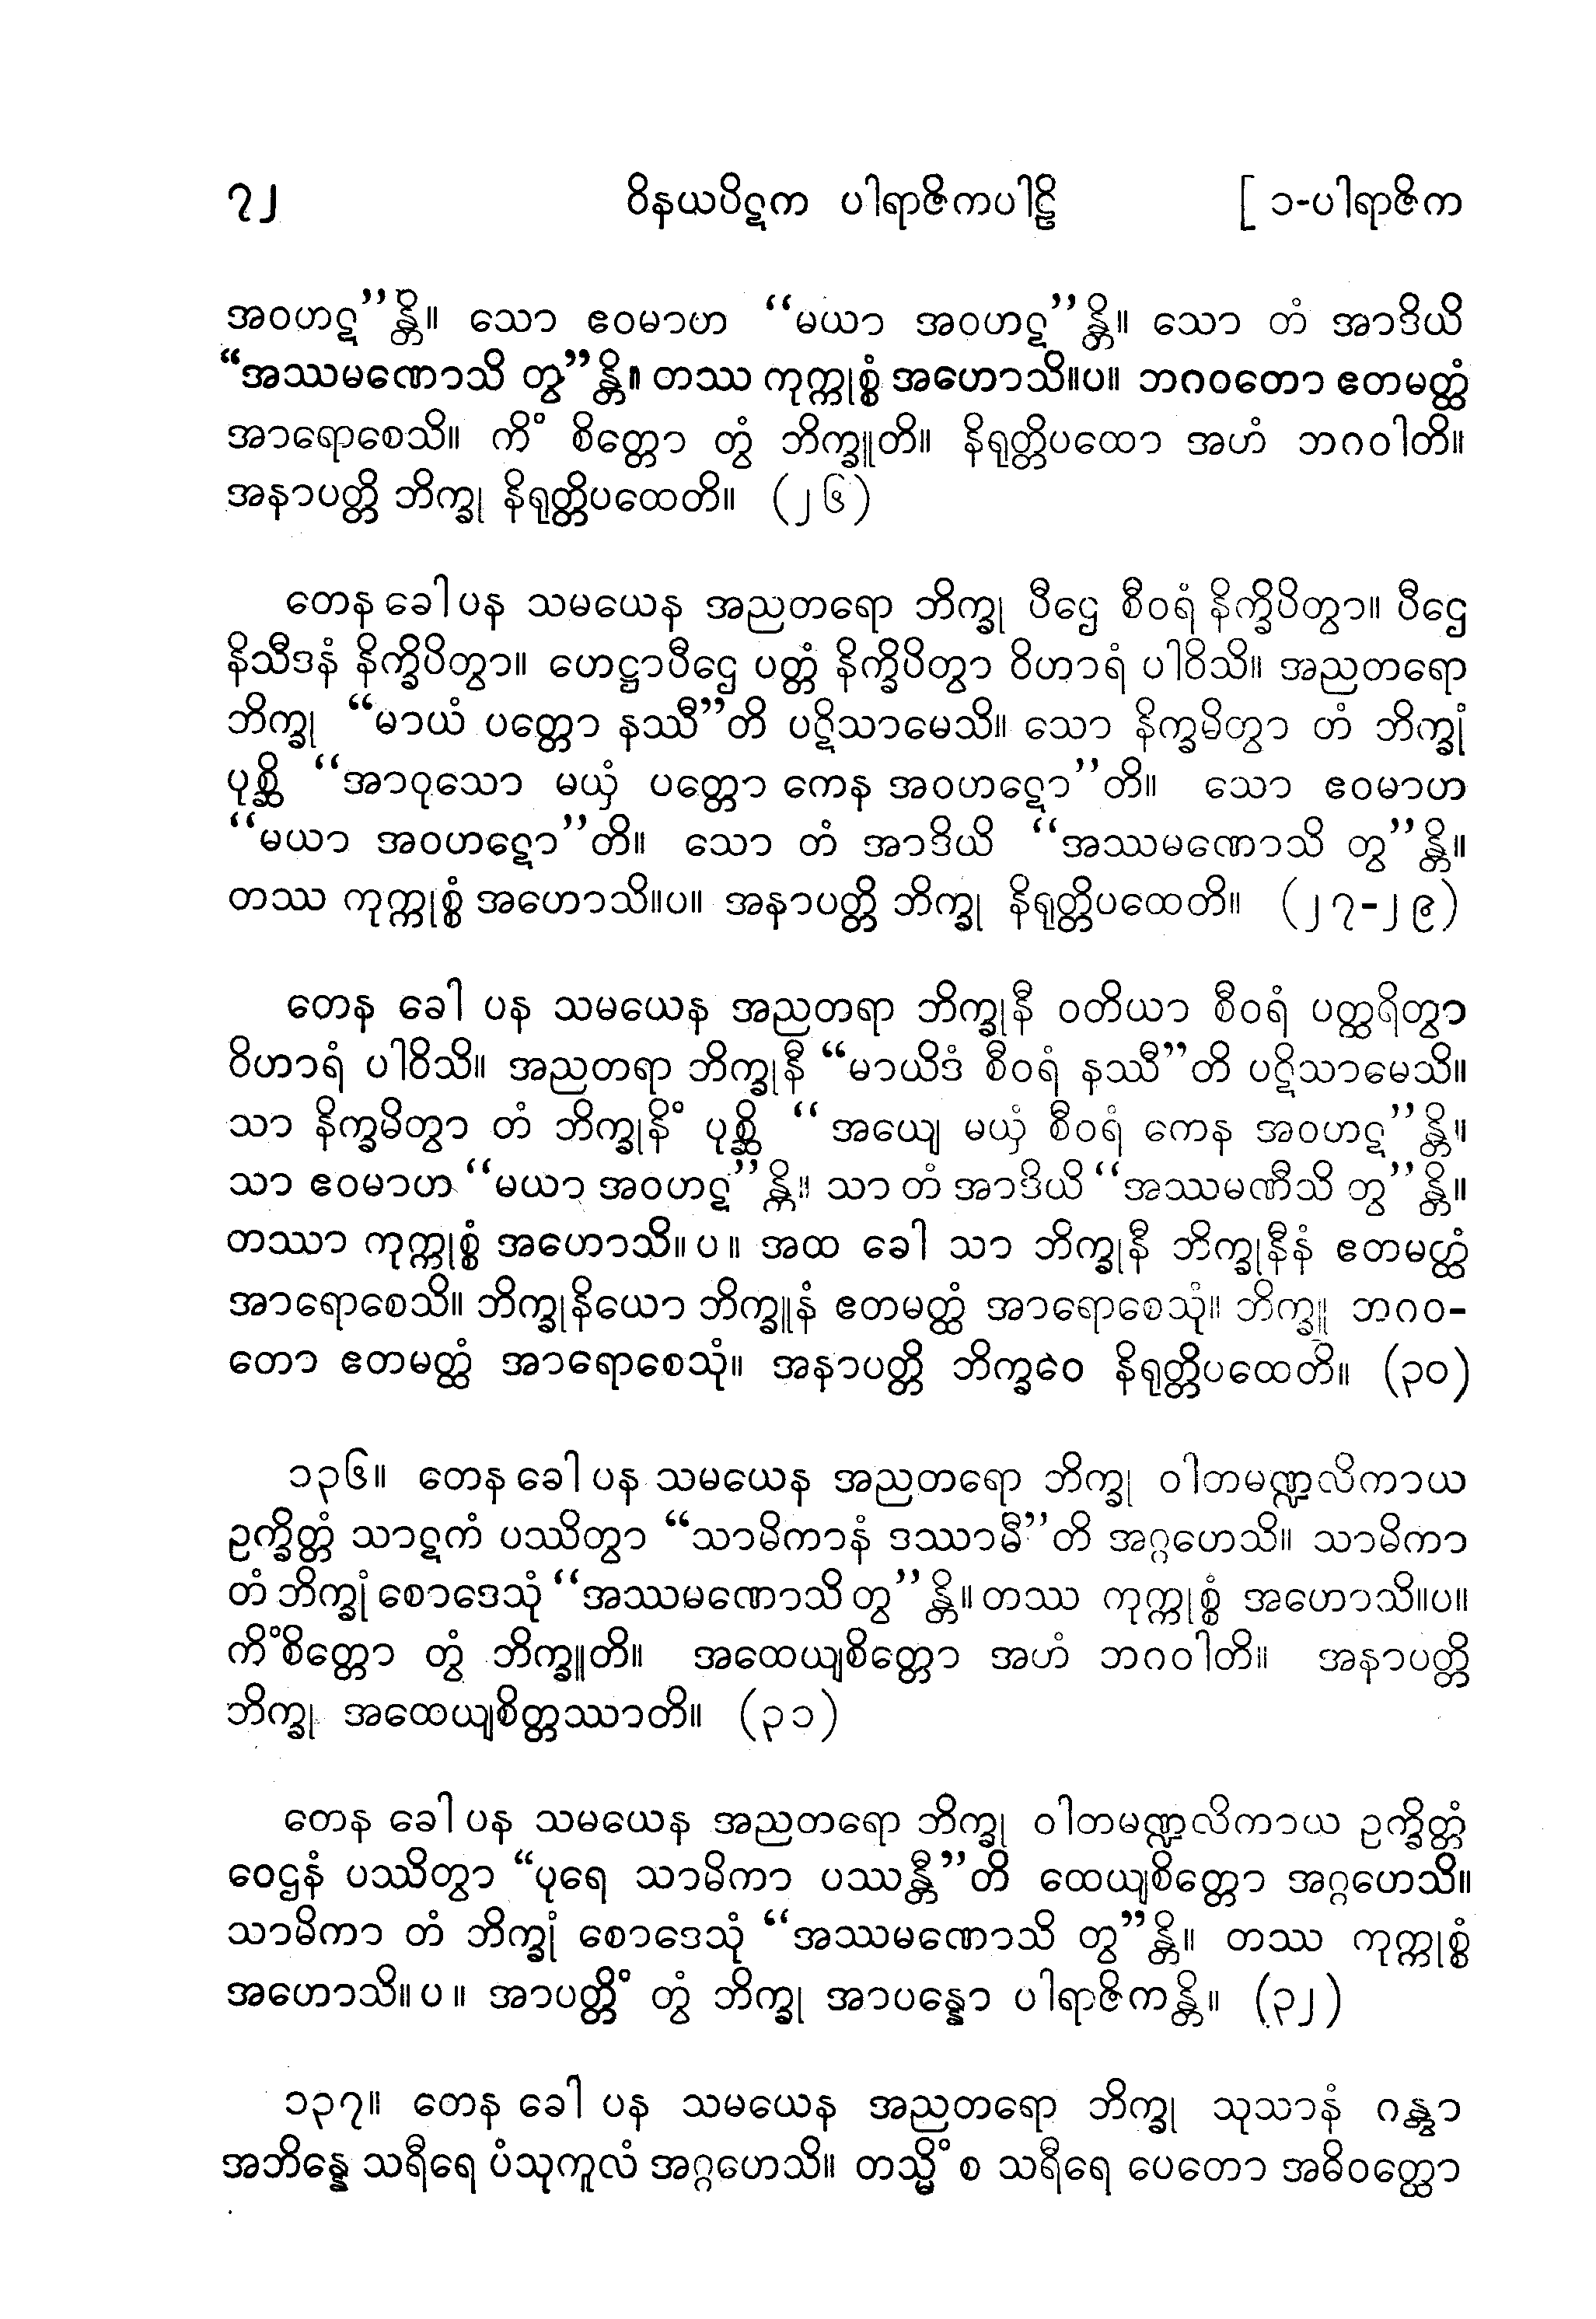 ၇၂ ဝိနယပိဋက ပါရာဇိကပါဠိ [ ၁-ပါရာဇိက
အဝဟဋ”န္တိ။ သော ဧဝမာဟ “မယာ အဝဟဋ”န္တိ။ သော တံ အာဒိယိ
“အဿမဏောသိ တွ”န္တိ။ တဿ ကုက္ကုစ္စံ အဟောသိ။ပ။ ဘဂဝတော ဧတမတ္ထံ
အာရောစေသိ။ ကိံ စိတ္တော တွံ ဘိက္ခူတိ။ နိရုတ္တိပထော အဟံ ဘဂဝါတိ။
အနာပတ္တိ ဘိက္ခု နိရုတ္တိပထေတိ။ (၂၆)
တေန ခေါ ပန သမယေန အညတရော ဘိက္ခု ပီဌေ စီဝရံ နိက္ခိပိတွာ။ ပီဌေ
နိသီဒနံ နိက္ခိပိတွာ။ ဟေဋ္ဌာပီဌေ ပတ္တံ နိက္ခိပိတွာ ဝိဟာရံ ပါဝိသိ။ အညတရော
ဘိက္ခု “မာယံ ပတ္တော နဿီ”တိ ပဋိသာမေသိ။ သော နိက္ခမိတွာ တံ ဘိက္ခုံ
ပုစ္ဆိ “အာဝုသော မယှံ ပတ္တော ကေန အဝဟဋော”တိ။ သော ဧဝမာဟ
“မယာ အဝဟဋော”တိ။ သော တံ အာဒိယိ “အဿမဏောသိ တွ”န္တိ။
တဿ ကုက္ကုစ္စံ အဟောသိ။ပ။ အနာပတ္တိ ဘိက္ခု နိရုတ္တိပထေတိ။ (၂၇-၂၉)
တေန ခေါ ပန သမယေန အညတရာ ဘိက္ခုနီ ဝတိယာ စီဝရံ ပတ္ထရိတွာ
ဝိဟာရံ ပါဝိသိ။ အညတရာ ဘိက္ခုနီ “မာယိဒံ စီဝရံ နဿီ”တိ ပဋိသာမေသိ။
သာ နိက္ခမိတွာ တံ ဘိက္ခုနိံ ပုစ္ဆိ “အယျေ မယှံ စီဝရံ ကေန အဝဟဋ”န္တိ။
သာ ဧဝမာဟ “မယာ အဝဟဋ”န္တိ။ သာ တံ အာဒိယိ “အဿမဏီသိ တွ”န္တိ။
တဿာ ကုက္ကုစ္စံ အဟောသိ။ပ။ အထ ခေါ သာ ဘိက္ခုနီ ဘိက္ခုနီနံ ဧတမတ္ထံ
အာရောစေသိ။ ဘိက္ခုနိယော ဘိက္ခူနံ ဧတမတ္ထံ အာရောစေသုံ။ ဘိက္ခူ ဘဂဝ-
တော ဧတမတ္ထံ အာရောစေသုံ။ အနာပတ္တိ ဘိက္ခဝေ နိရုတ္တိပထေတိ။ (၃၀)
၁၃၆။ တေန ခေါ ပန သမယေန အညတရော ဘိက္ခု ဝါတမဏ္ဍလိကာယ
ဥက္ခိတ္တံ သာဋကံ ပဿိတွာ “သာမိကာနံ ဒဿာမီ”တိ အဂ္ဂဟေသိ။ သာမိကာ
တံ ဘိက္ခုံ စောဒေသုံ “အဿမဏောသိ တွ”န္တိ။ တဿ ကုက္ကုစ္စံ အဟောသိ။ပ။
ကိံစိတ္တော တွံ ဘိက္ခူတိ။ အထေယျစိတ္တော အဟံ ဘဂဝါတိ။ အနာပတ္တိ
ဘိက္ခု အထေယျစိတ္တဿာတိ။ (၃၁)
တေန ခေါ ပန သမယေန အညတရော ဘိက္ခု ဝါတမဏ္ဍလိကာယ ဥက္ခိတ္တံ
ဝေဌနံ ပဿိတွာ “ပုရေ သာမိကာ ပဿန္တီ”တိ ထေယျစိတ္တော အဂ္ဂဟေသိ။
သာမိကာ တံ ဘိက္ခုံ စောဒေသုံ “အဿမဏောသိ တွ”န္တိ။ တဿ ကုက္ကုစ္စံ
အဟောသိ။ပ။ အာပတ္တိံ တွံ ဘိက္ခု အာပန္နော ပါရာဇိကန္တိ။ (၃၂)
၁၃၇။ တေန ခေါ ပန သမယေန အညတရော ဘိက္ခု သုသာနံ ဂန္တွာ
အဘိန္နေ သရီရေ ပံသုကူလံ အဂ္ဂဟေသိ။ တသ္မိံ စ သရီရေ ပေတော အဓိဝတ္ထော